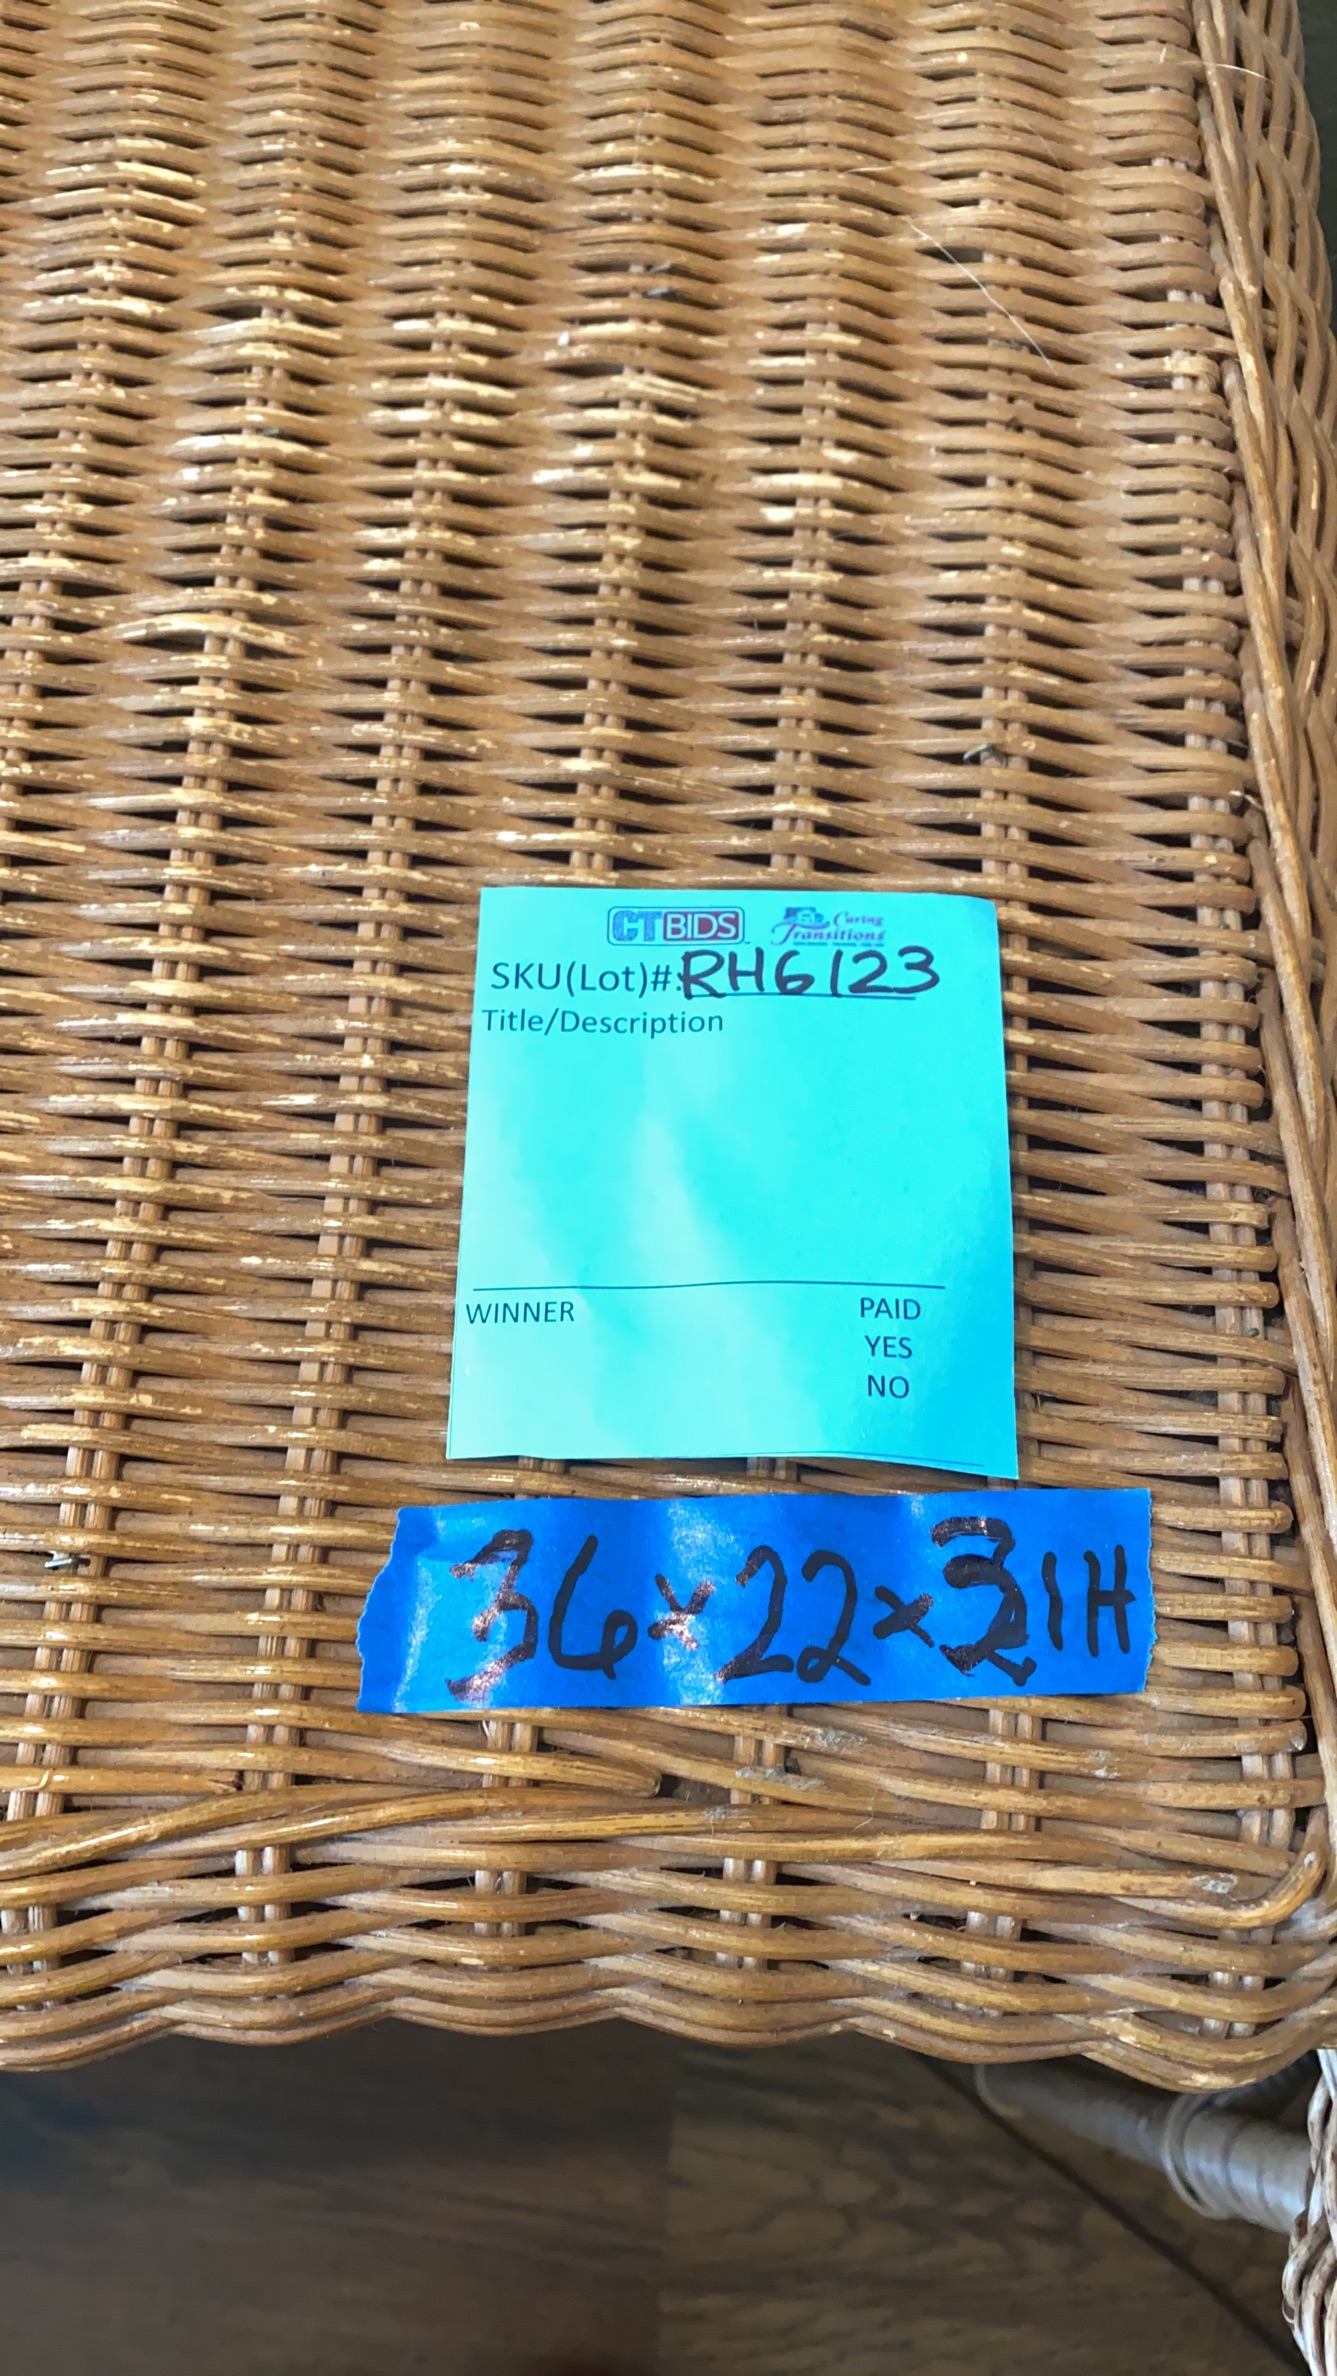 CTBIDS Caring Transitions
SKU(Lot)#: RH6123
Title/Description
WINNER PAID
YES
NO
36 x 22 x 31H